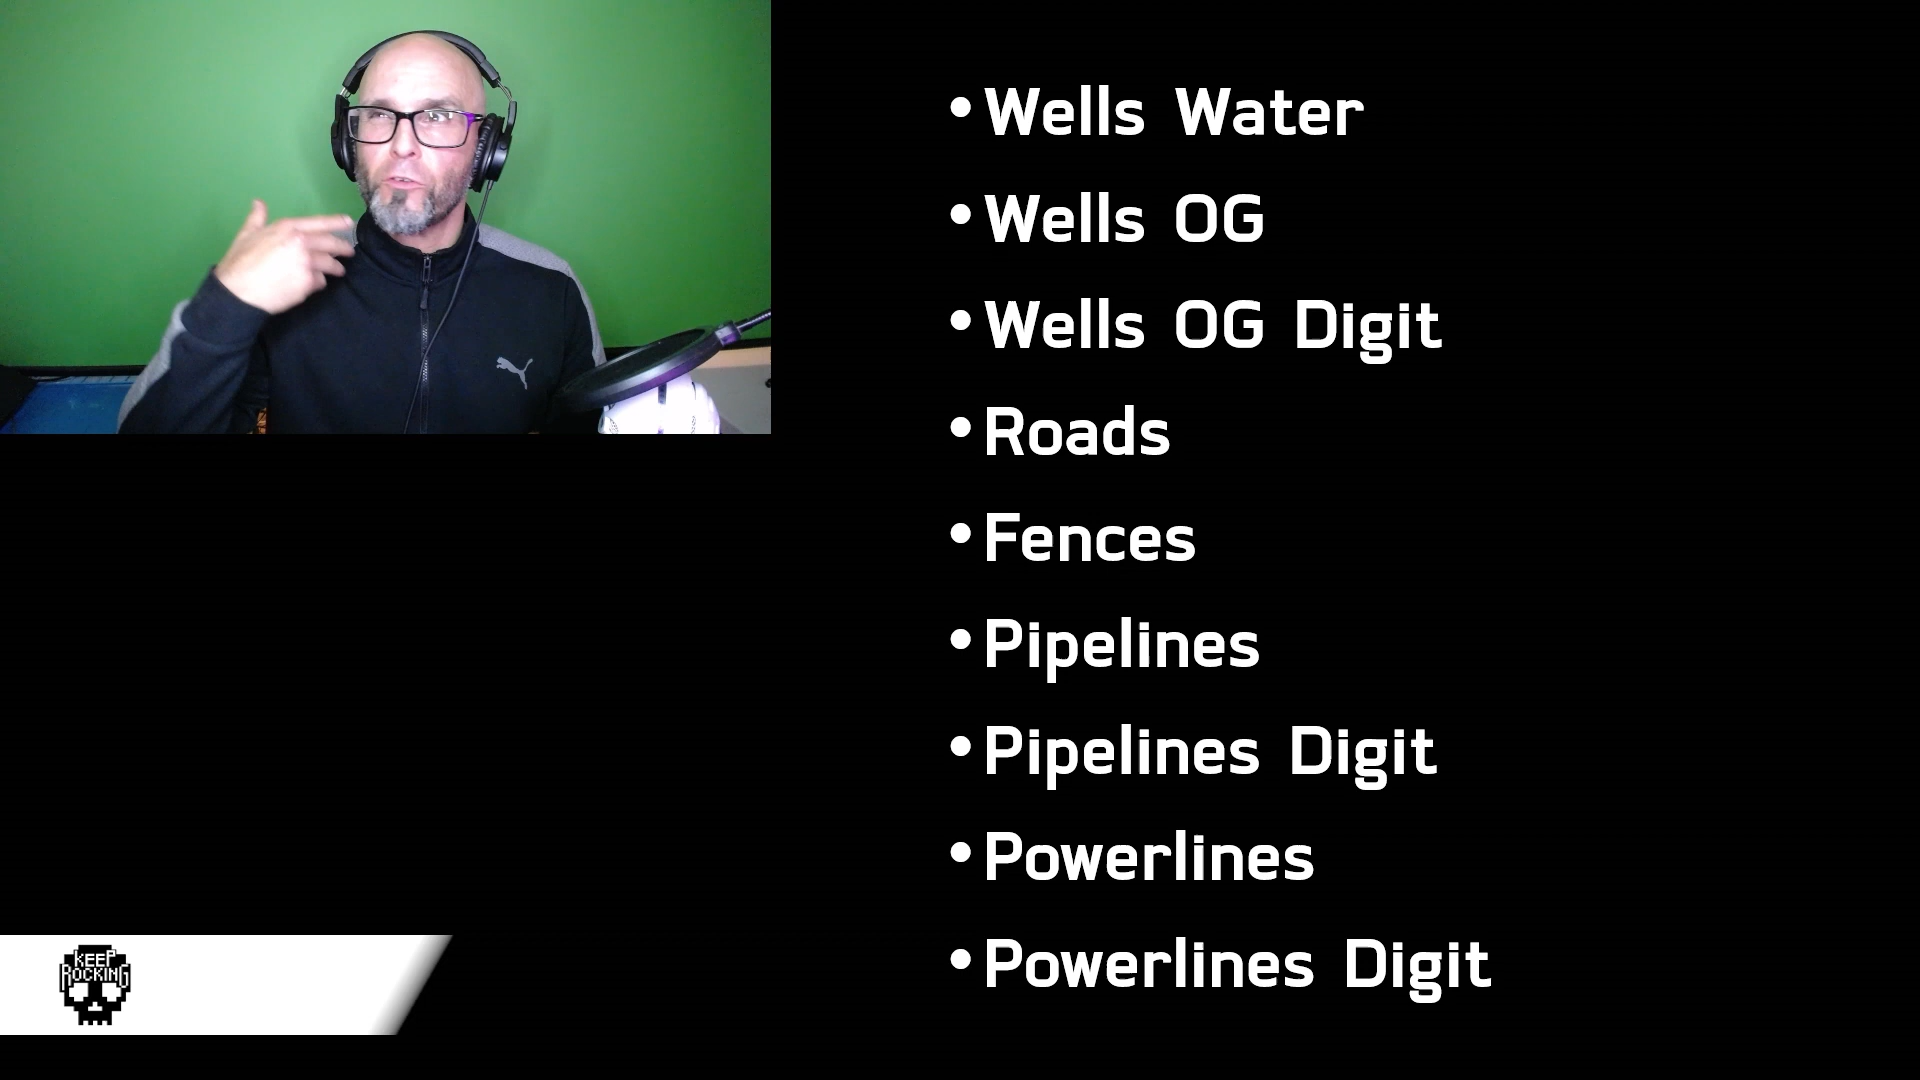 • Wells Water
• Wells OG
• Wells OG Digit
• Roads
• Fences
• Pipelines
• Pipelines Digit
• Powerlines
• Powerlines Digit
KEEP
ROCKING